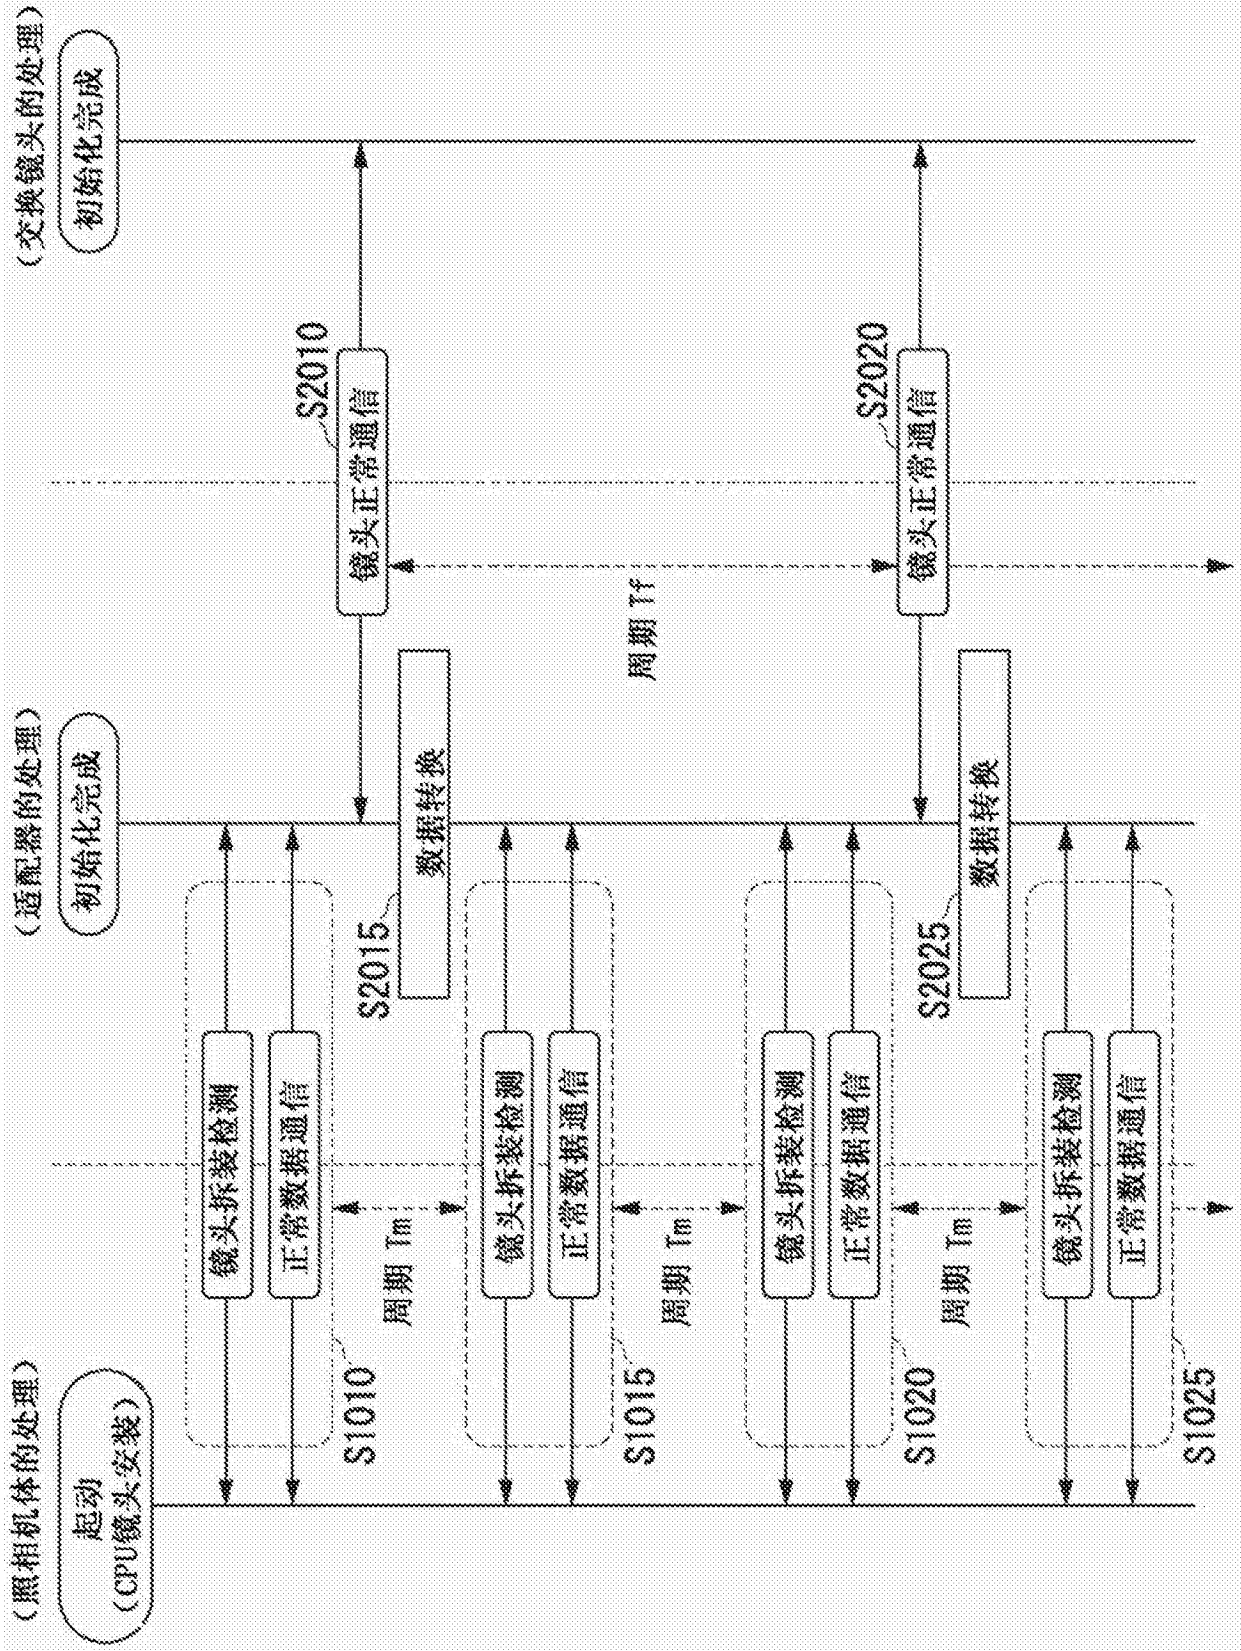 (照相机体的处理)
(适配器的处理)
(交换镜头的处理)
起动
(CPU镜头安装)
初始化完成
初始化完成
镜头拆装检测
正常数据通信
S1010
S2010
镜头正常通信
S2015
数据转换
周期 Tm
镜头拆装检测
正常数据通信
S1015
周期 Tf
周期 Tm
镜头拆装检测
正常数据通信
S1020
S2020
镜头正常通信
S2025
数据转换
周期 Tm
镜头拆装检测
正常数据通信
S1025